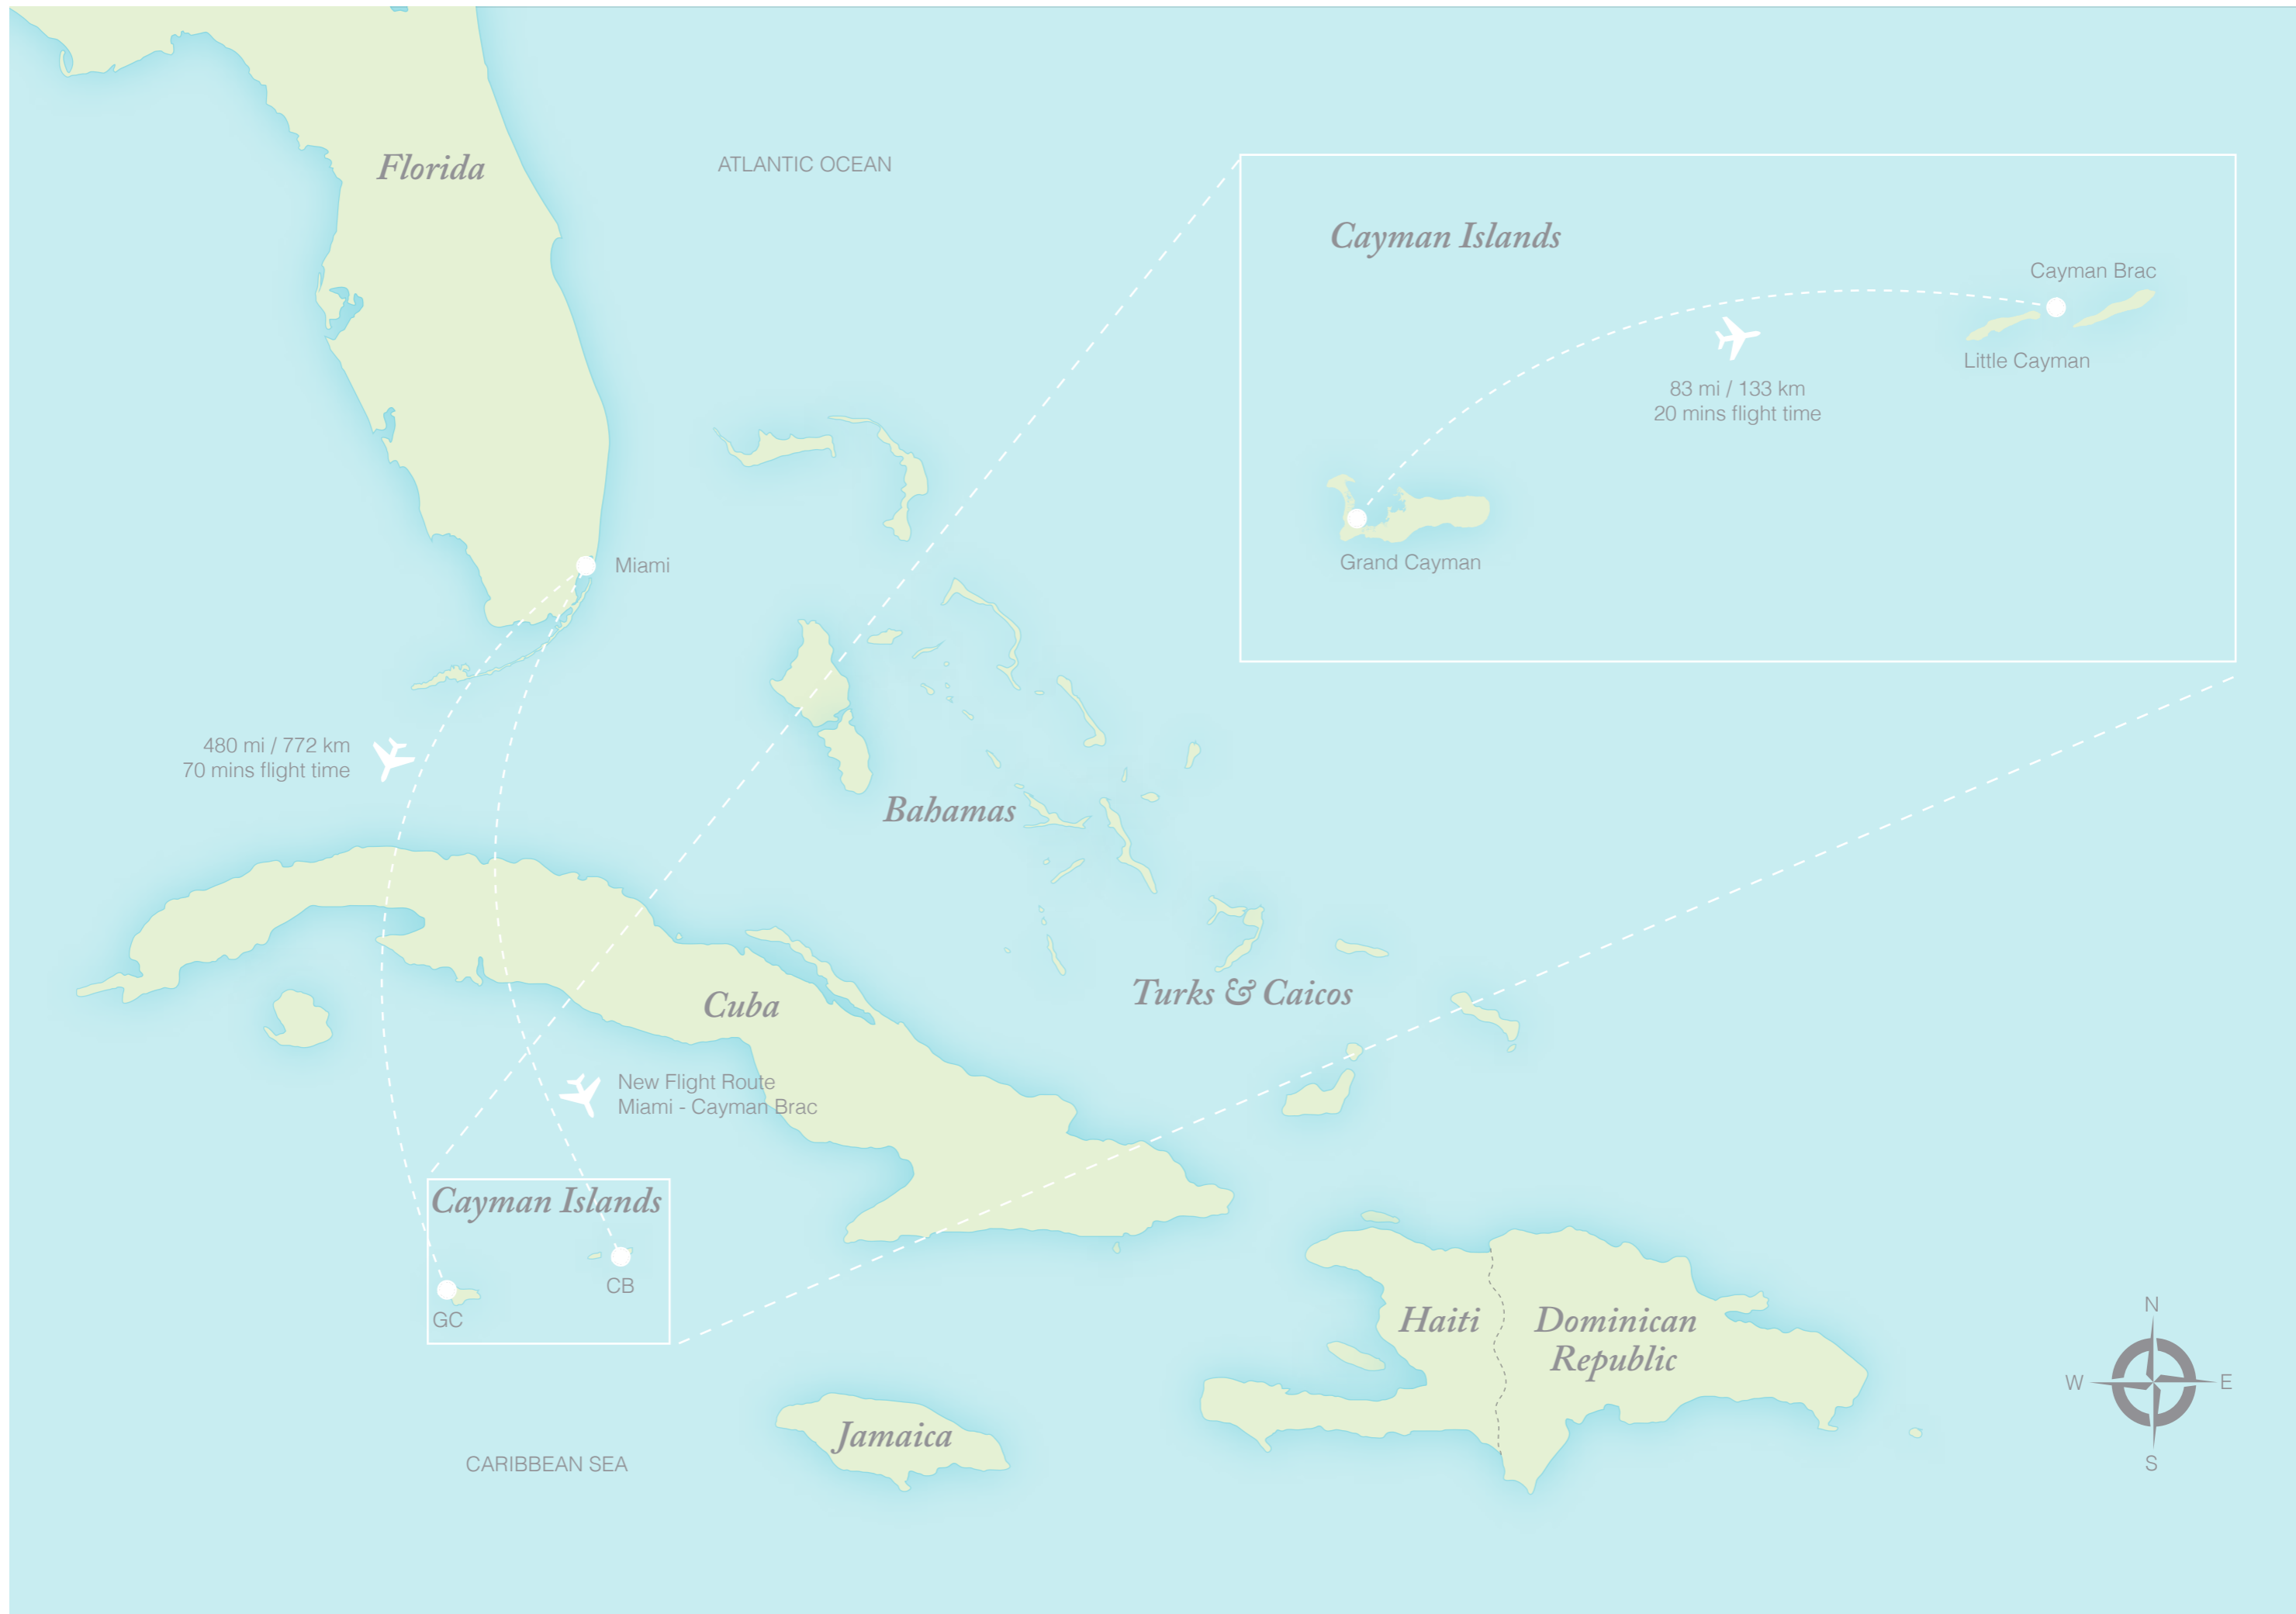 Florida
ATLANTIC OCEAN
Cayman Islands
Cayman Brac
Little Cayman
83 mi / 133 km
20 mins flight time
Grand Cayman
Miami
480 mi / 772 km
70 mins flight time
Bahamas
Turks & Caicos
Cuba
New Flight Route
Miami - Cayman Brac
Cayman Islands
CB
GC
Haiti
Dominican
Republic
N
W
E
S
Jamaica
CARIBBEAN SEA